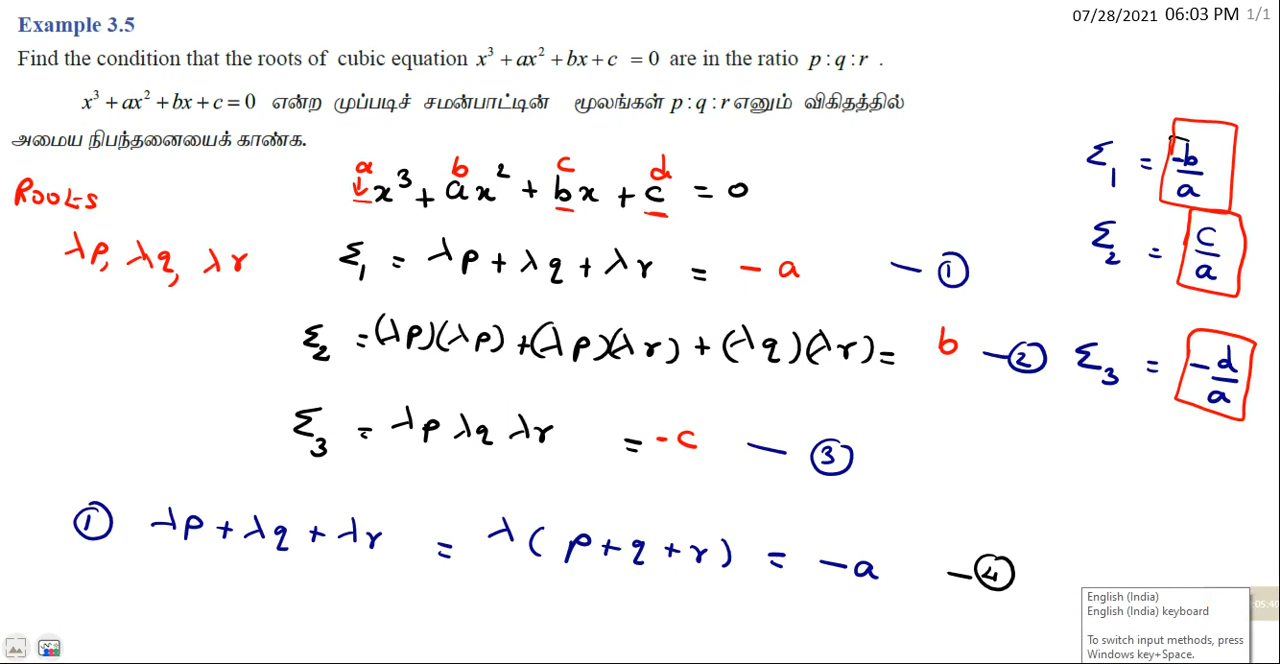 07/28/2021 06:03 PM 1/1
Example 3.5
Find the condition that the roots of cubic equation x³ + ax² + bx + c = 0 are in the ratio p : q : r .
x³ + ax² + bx + c = 0 என்ற முப்படிச் சமன்பாட்டின் மூலங்கள் p : q : r எனும் விகிதத்தில்
அமைய நிபந்தனையைக் காண்க.
a b c d
Roots x³ + ax² + bx + c = 0
Σ₁ = -b/a
λp, λq, λr Σ₁ = λp + λq + λr = - a — ①
Σ₂ = c/a
Σ₂ = (λp)(λp) + (λp)(λr) + (λq)(λr) = b — ②
Σ₃ = -d/a
Σ₃ = λp λq λr = -c — ③
① λp + λq + λr = λ(p + q + r) = -a — ④
English (India)
English (India) keyboard
:05:40
To switch input methods, press
Windows key+Space.